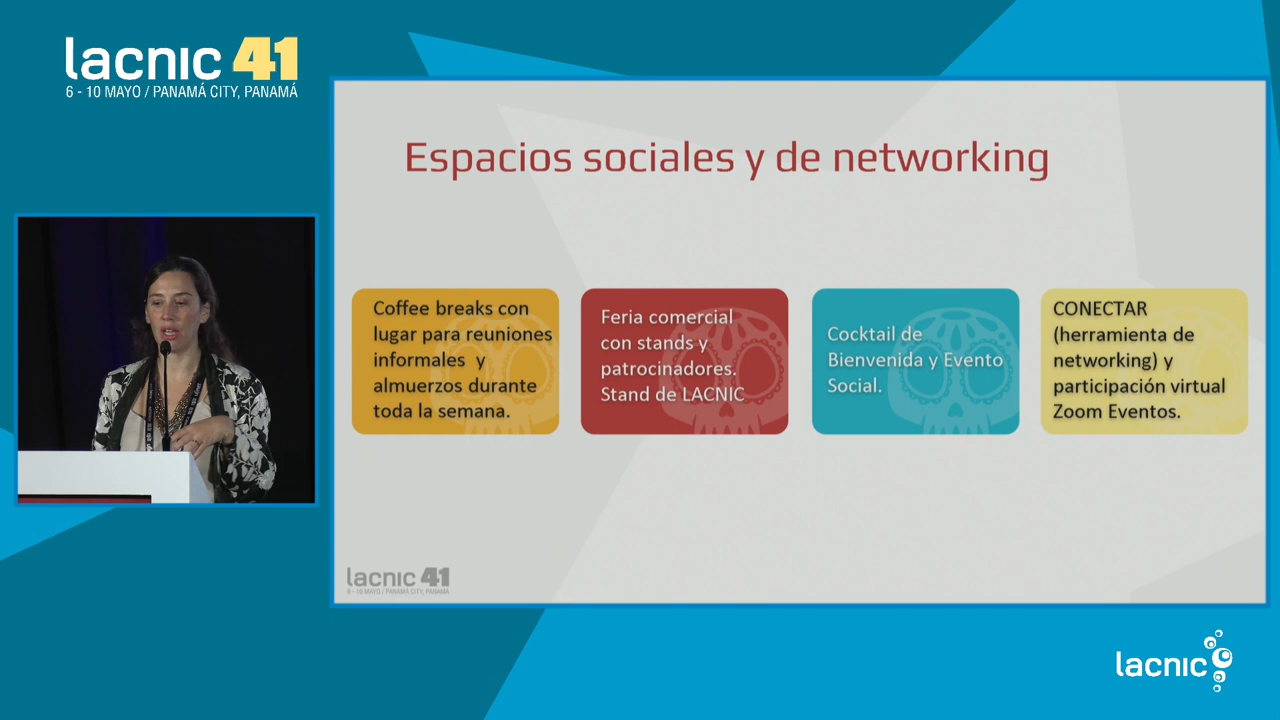 lacnic 41
6 - 10 MAYO / PANAMÁ CITY, PANAMÁ
Espacios sociales y de networking
Coffee breaks con
lugar para reuniones
informales y
almuerzos durante
toda la semana.
Feria comercial
con stands y
patrocinadores.
Stand de LACNIC
Cocktail de
Bienvenida y Evento
Social.
CONECTAR
(herramienta de
networking) y
participación virtual
Zoom Eventos.
lacnic 41
6 - 10 MAYO / PANAMÁ CITY, PANAMÁ
lacnic